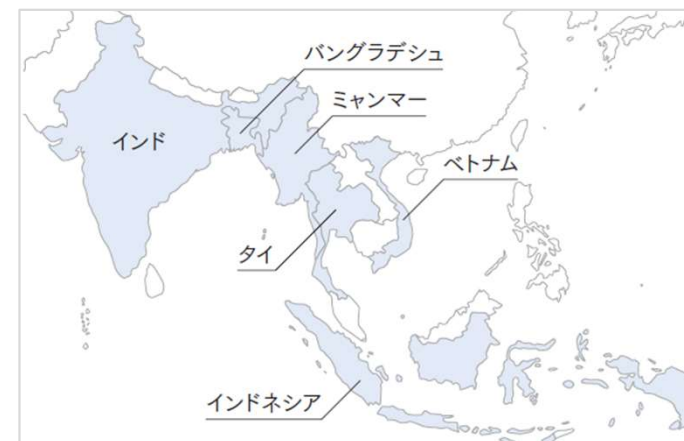 バングラデシュ
ミャンマー
インド
ベトナム
タイ
インドネシア